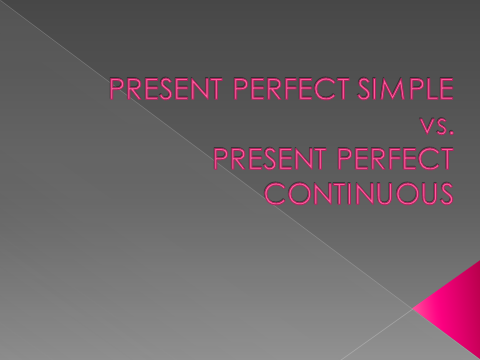 PRESENT PERFECT SIMPLE
vs.
PRESENT PERFECT
CONTINUOUS